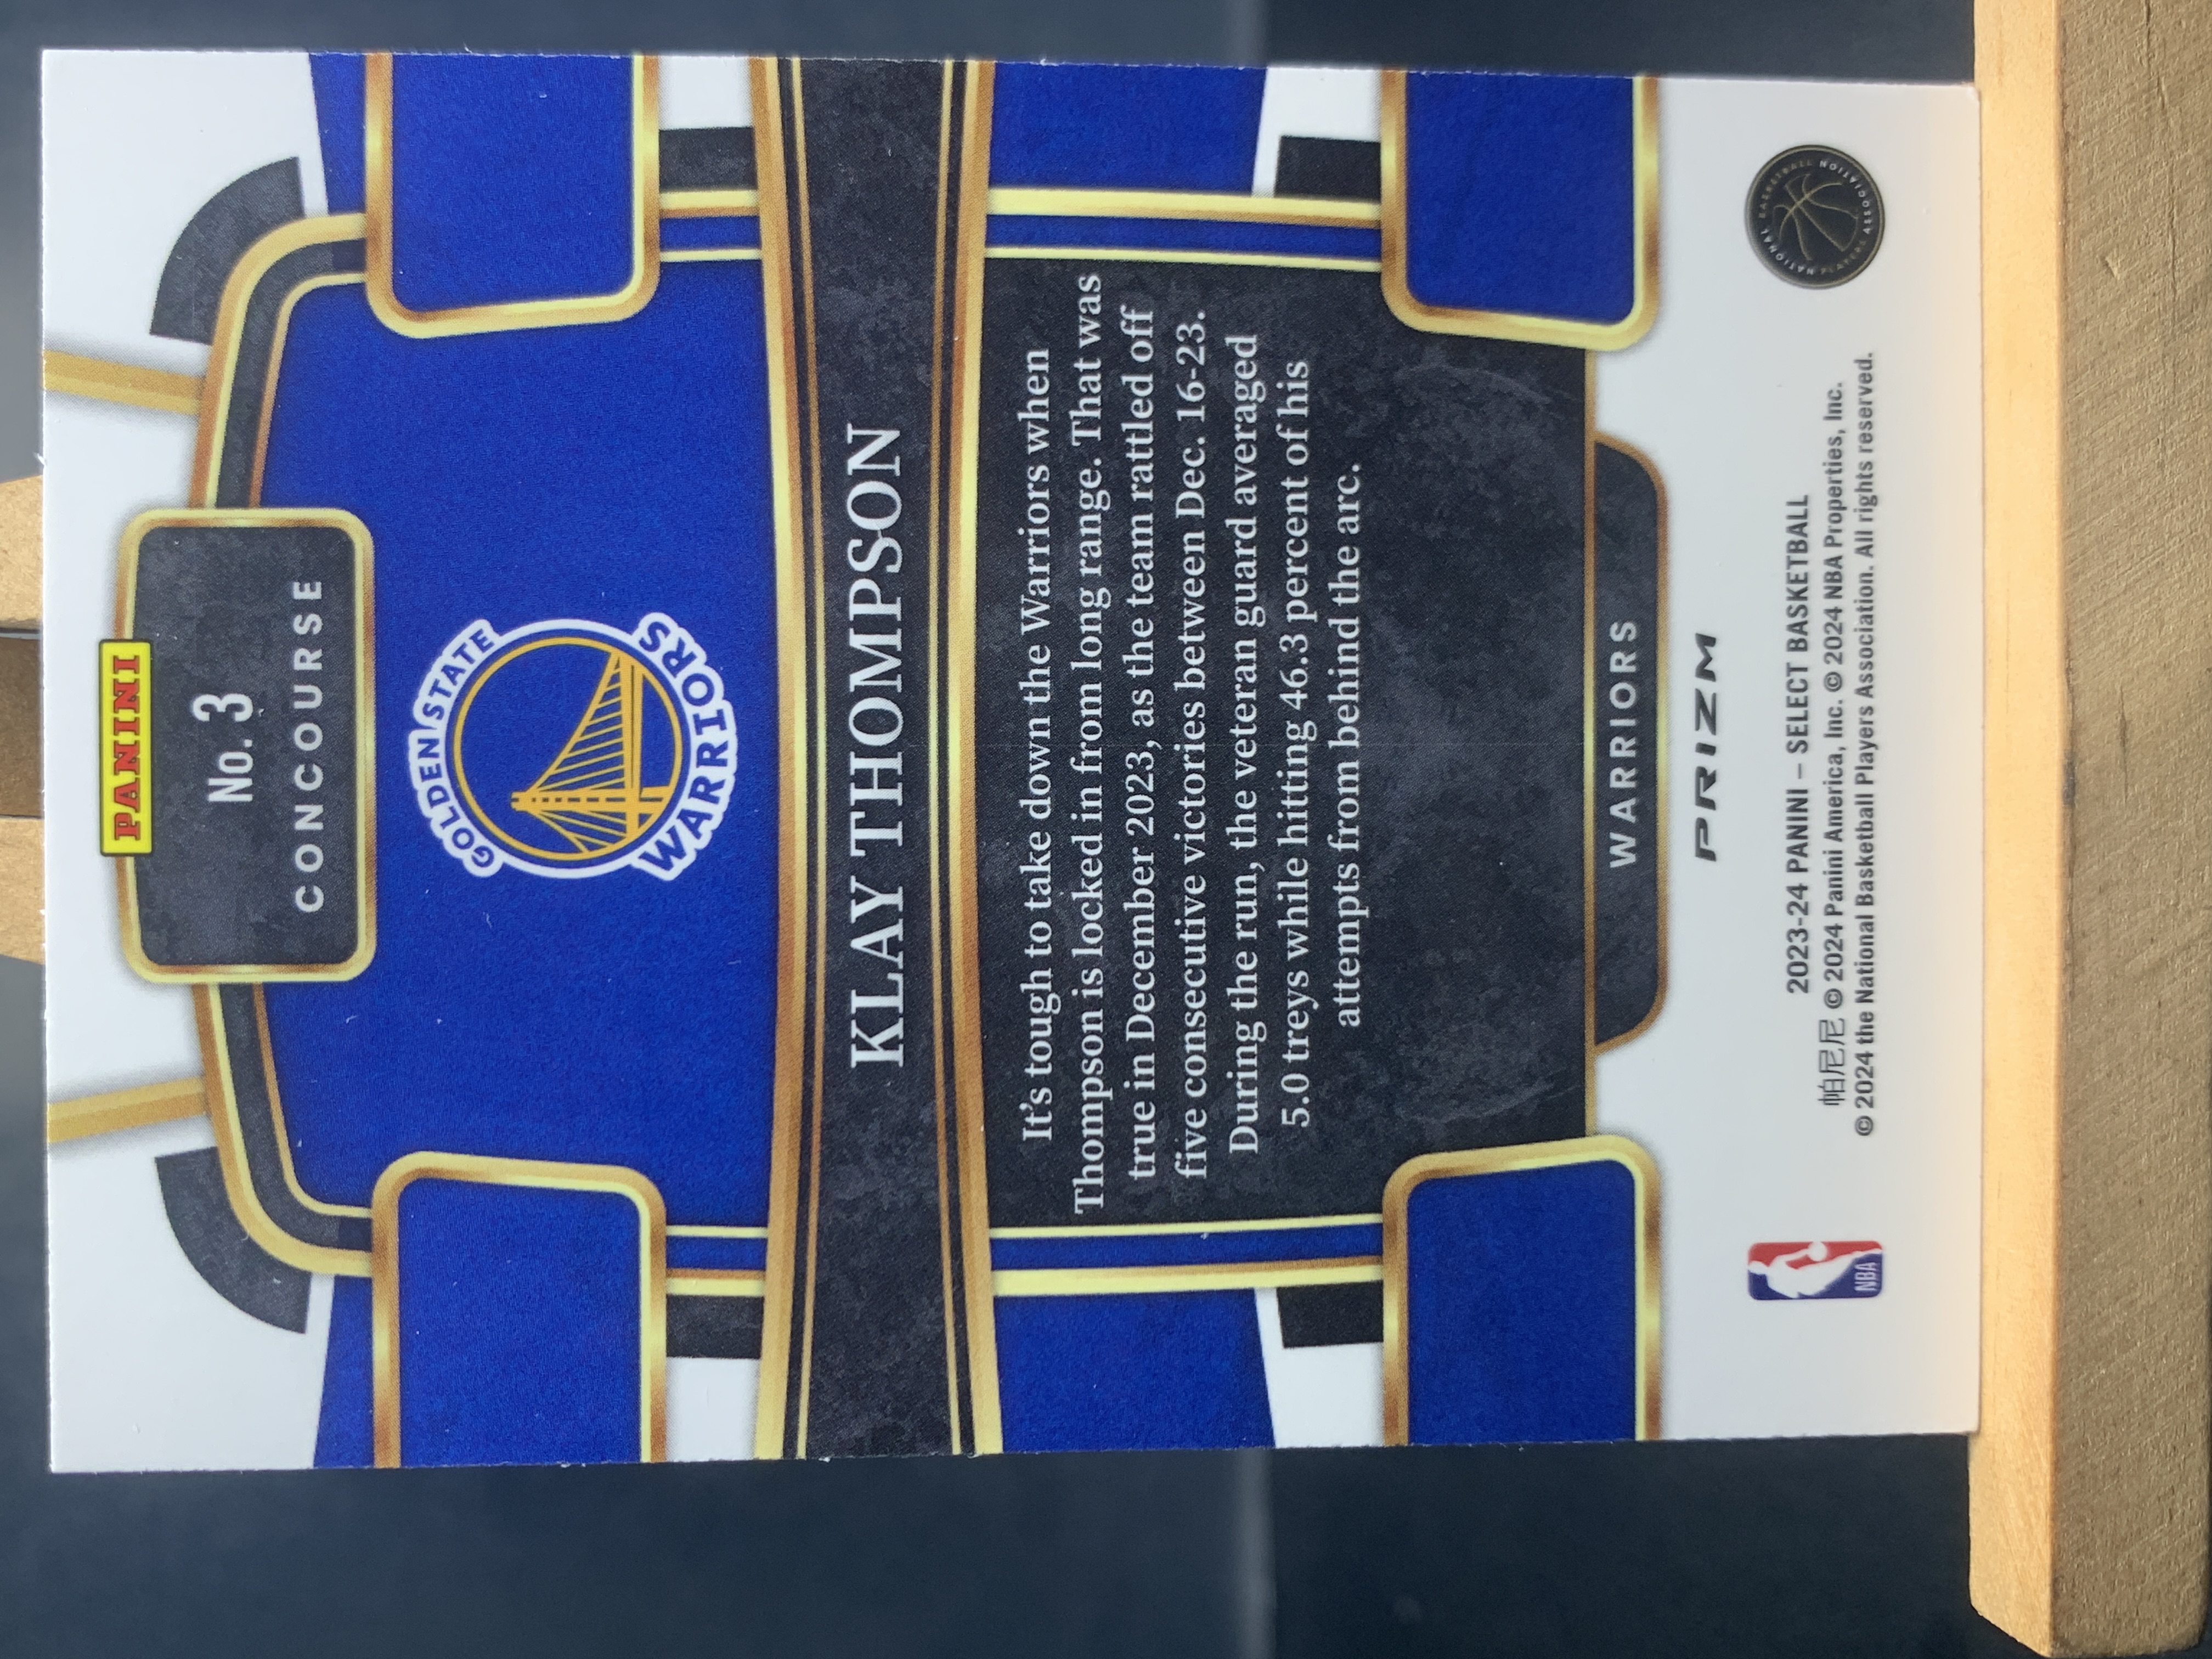 PANINI
No. 3
CONCOURSE
GOLDEN STATE
WARRIORS
KLAY THOMPSON
It's tough to take down the Warriors when
Thompson is locked in from long range. That was
true in December 2023, as the team rattled off
five consecutive victories between Dec. 16-23.
During the run, the veteran guard averaged
5.0 treys while hitting 46.3 percent of his
attempts from behind the arc.
WARRIORS
PRIZM
NBA
2023-24 PANINI – SELECT BASKETBALL
帕尼尼 © 2024 Panini America, Inc. © 2024 NBA Properties, Inc.
© 2024 the National Basketball Players Association. All rights reserved.
NATIONAL BASKETBALL
PLAYERS ASSOCIATION